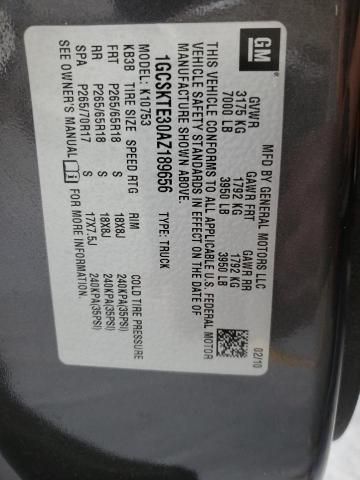 GM
MFD BY GENERAL MOTORS LLC
02/10
GVWR GAWR FRT GAWR RR
3175 KG 1792 KG 1792 KG
7000 LB 3950 LB 3950 LB
THIS VEHICLE CONFORMS TO ALL APPLICABLE U.S. FEDERAL MOTOR
VEHICLE SAFETY STANDARDS IN EFFECT ON THE DATE OF
MANUFACTURE SHOWN ABOVE.
1GCSKTE30AZ189656 TYPE: TRUCK
MODEL: K10753
KB3B TIRE SIZE SPEED RTG RIM COLD TIRE PRESSURE
FRT P265/65R18 S 18X8J 240KPA(35PSI)
RR P265/65R18 S 18X8J 240KPA(35PSI)
SPA P265/70R17 S 17X7.5J 240KPA(35PSI)
SEE OWNER'S MANUAL FOR MORE INFORMATION.